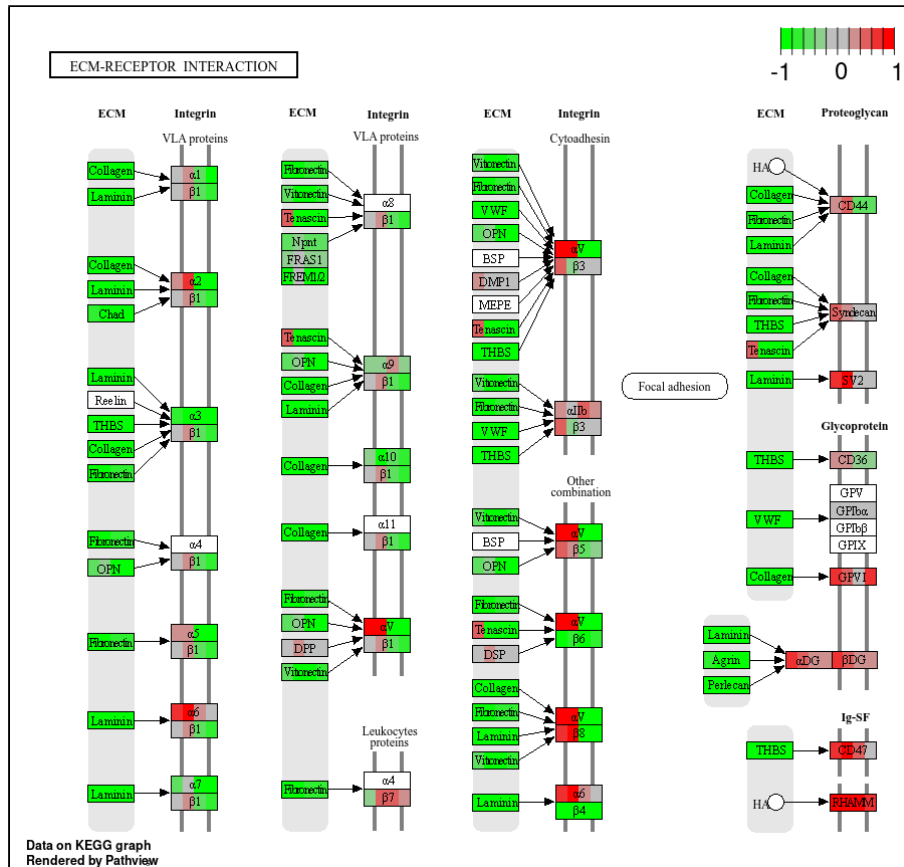 ECM-RECEPTOR INTERACTION
-1 0 1
ECM Integrin
VLA proteins
Collagen α1
Laminin β1
Collagen α2
Laminin β1
Chad
Laminin
Reelin α3
THBS β1
Collagen
Fibronectin
Fibronectin α4
OPN β1
Fibronectin α5
β1
Laminin α6
β1
Laminin α7
β1
ECM Integrin
VLA proteins
Fibronectin
Vitronectin α8
Tenascin β1
Npnt
FRAS1
FREM1/2
Tenascin
OPN α9
Collagen β1
Laminin
Collagen α10
β1
Collagen α11
β1
Fibronectin
OPN αV
DPP β1
Vitronectin
Leukocytes
proteins
Fibronectin α4
β7
ECM Integrin
Cytoadhesin
Vitronectin
Fibronectin
VWF
OPN αV
BSP β3
DMP1
MEPE
Tenascin
THBS
Vitronectin
Fibronectin αIIb
VWF β3
THBS
Other
combination
Vitronectin αV
BSP β5
OPN
Fibronectin αV
Tenascin β6
DSP
Collagen
Fibronectin αV
Laminin β8
Vitronectin
Laminin α6
β4
Focal adhesion
ECM Proteoglycan
HA
Collagen CD44
Fibronectin
Laminin
Collagen
Fibronectin Syndecan
THBS
Tenascin
Laminin SV2
Glycoprotein
THBS CD36
GPV
VWF GPIbα
GPIbβ
GPIX
Collagen GPVI
Laminin
Agrin αDG βDG
Perlecan
Ig-SF
THBS CD47
HA RHAMM
Data on KEGG graph
Rendered by Pathview